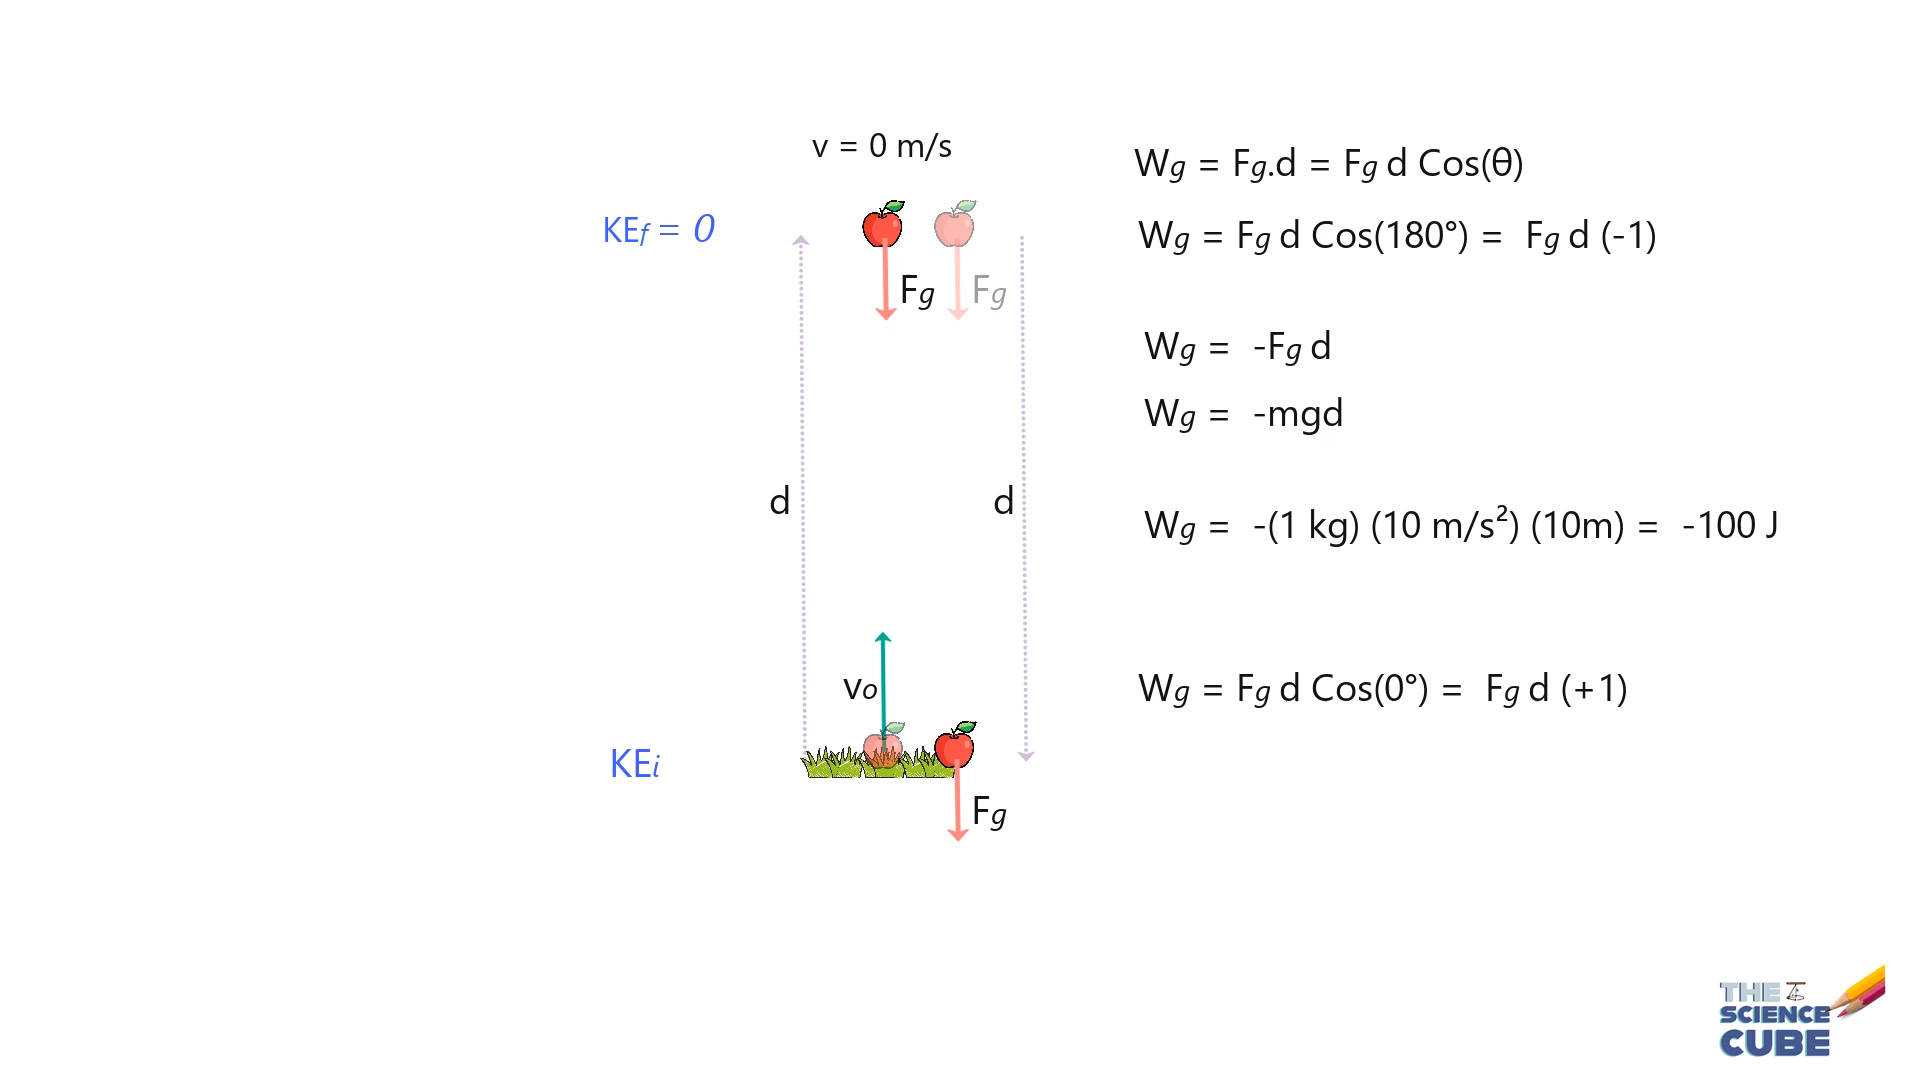 v = 0 m/s
Wg = Fg.d = Fg d Cos(θ)
KEf = 0
Wg = Fg d Cos(180°) = Fg d (-1)
Fg
Fg
Wg = -Fg d
Wg = -mgd
d
d
Wg = -(1 kg) (10 m/s²) (10m) = -100 J
vo
Wg = Fg d Cos(0°) = Fg d (+1)
KEi
Fg
THE
SCIENCE
CUBE